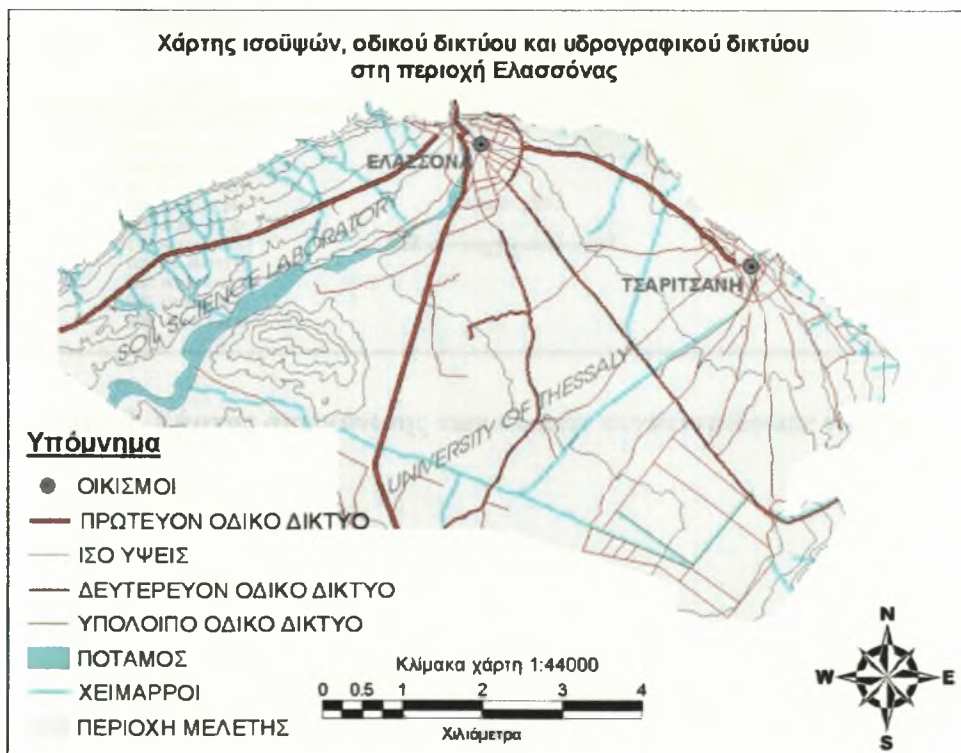 Χάρτης ισοϋψών, οδικού δικτύου και υδρογραφικού δικτύου
στη περιοχή Ελασσόνας
ΕΛΑΣΣΟΝΑ
ΤΣΑΡΙΤΣΑΝΗ
SOIL SCIENCE LABORATORY
UNIVERSITY OF THESSALY
Υπόμνημα
ΟΙΚΙΣΜΟΙ
ΠΡΩΤΕΥΟΝ ΟΔΙΚΟ ΔΙΚΤΥΟ
ΙΣΟ ΥΨΕΙΣ
ΔΕΥΤΕΡΕΥΟΝ ΟΔΙΚΟ ΔΙΚΤΥΟ
ΥΠΟΛΟΙΠΟ ΟΔΙΚΟ ΔΙΚΤΥΟ
ΠΟΤΑΜΟΣ
ΧΕΙΜΑΡΡΟΙ
ΠΕΡΙΟΧΗ ΜΕΛΕΤΗΣ
Κλίμακα χάρτη 1:44000
0 0.5 1 2 3 4
Χιλιόμετρα
N
W E
S